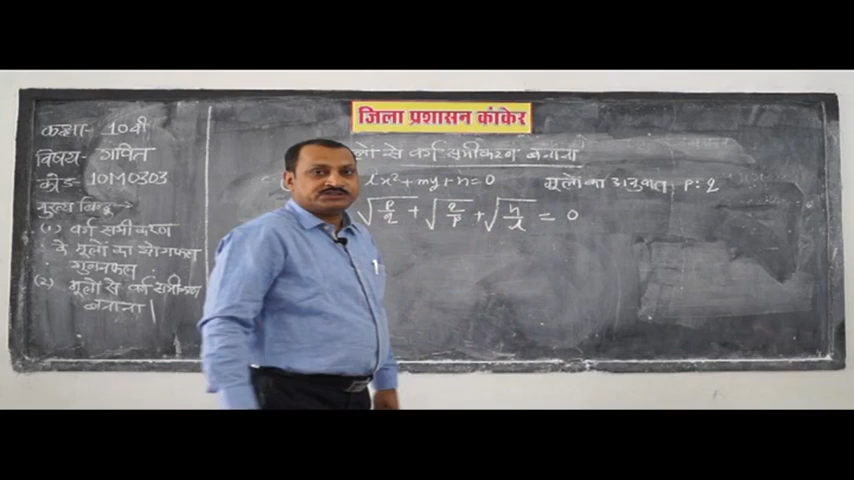 जिला प्रशासन कांकेर
कक्षा- 10वी
विषय- गणित
कोड- 10M0303
मुख्य बिन्दु →
(1) वर्ग समीकरण
के मूलों का योगफल
गुणनफल
(2) मूलों से वर्ग समीकरण
बनाना।
से वर्ग समीकरण बनाना
lx²+my+n=0 मूलों का अनुपात p:q
√(p/q) + √(q/p) + √(n/l) = 0